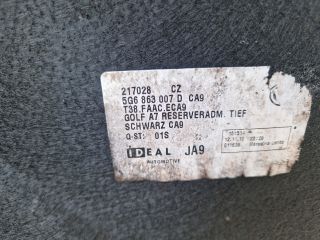 217028 CZ
5G6 863 007 D CA9
T38.FAAC.ECA9
GOLF A7 RESERVERADM. TIEF
SCHWARZ CA9
Q-ST: 01S
IDEAL JA9
AUTOMOTIVE